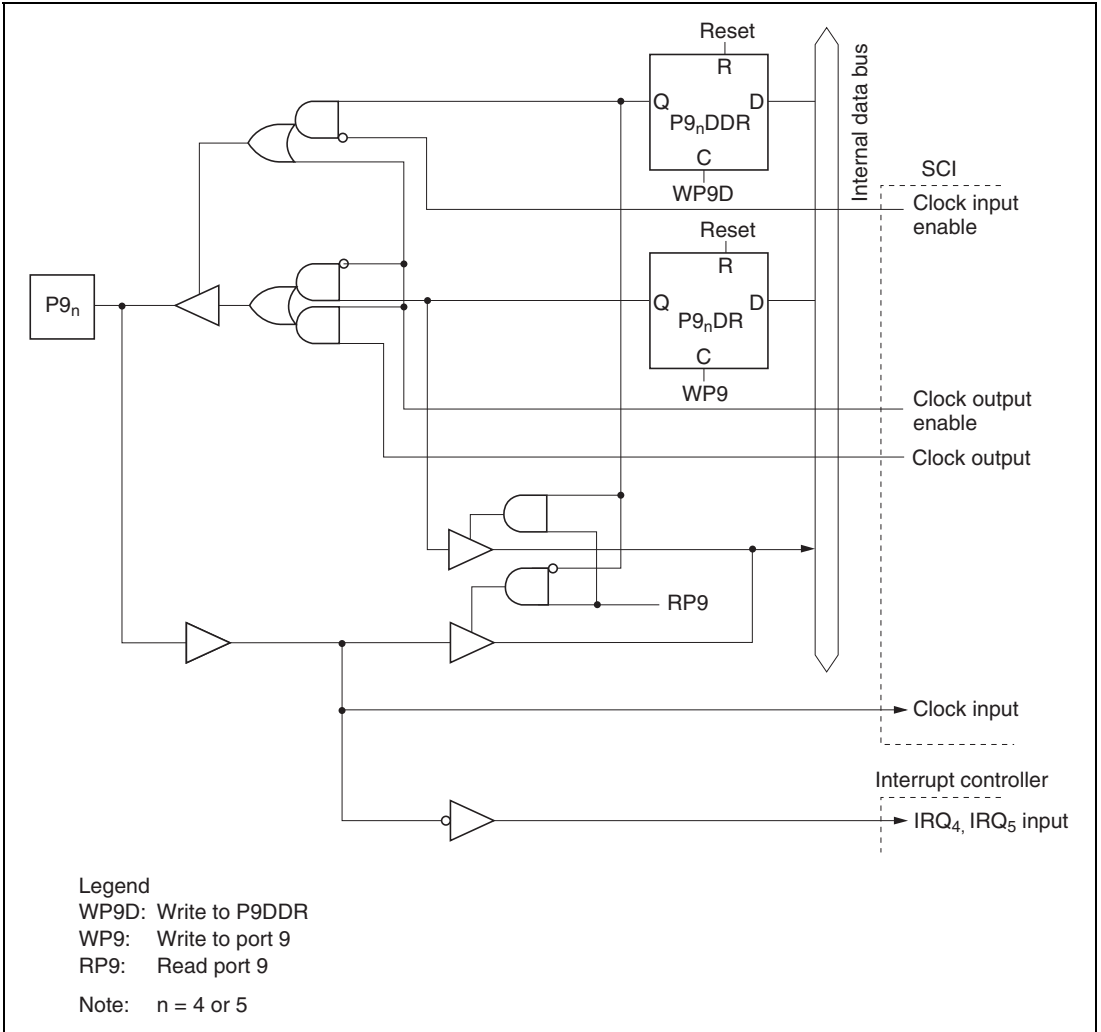 Reset
R
Q
D
P9nDDR
C
WP9D
Internal data bus
SCI
Clock input
enable
Reset
R
Q
D
P9nDR
C
WP9
P9n
Clock output
enable
Clock output
RP9
Clock input
Interrupt controller
IRQ4, IRQ5 input
Legend
WP9D: Write to P9DDR
WP9: Write to port 9
RP9: Read port 9
Note: n = 4 or 5